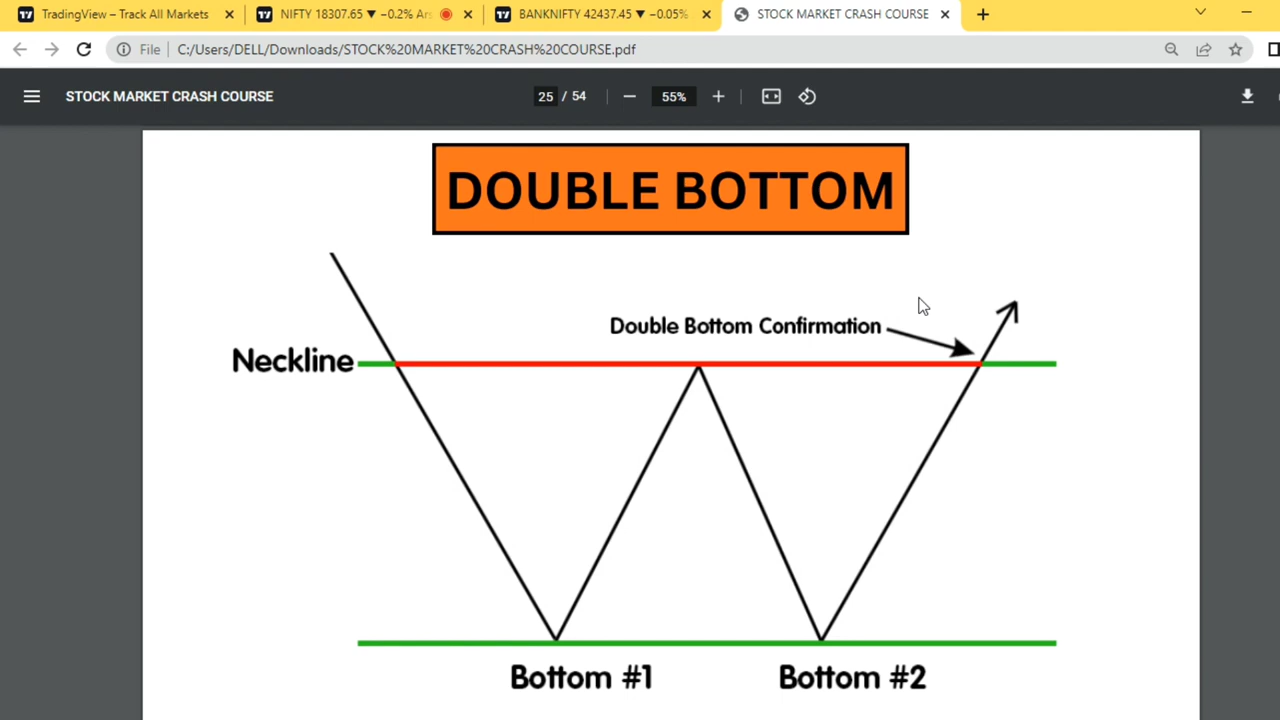 TradingView – Track All Markets
NIFTY 18307.65 ▼ −0.2%
BANKNIFTY 42437.45 ▼ −0.05%
STOCK MARKET CRASH COURSE
File
C:/Users/DELL/Downloads/STOCK%20MARKET%20CRASH%20COURSE.pdf
STOCK MARKET CRASH COURSE
25 / 54
55%
DOUBLE BOTTOM
Double Bottom Confirmation
Neckline
Bottom #1
Bottom #2